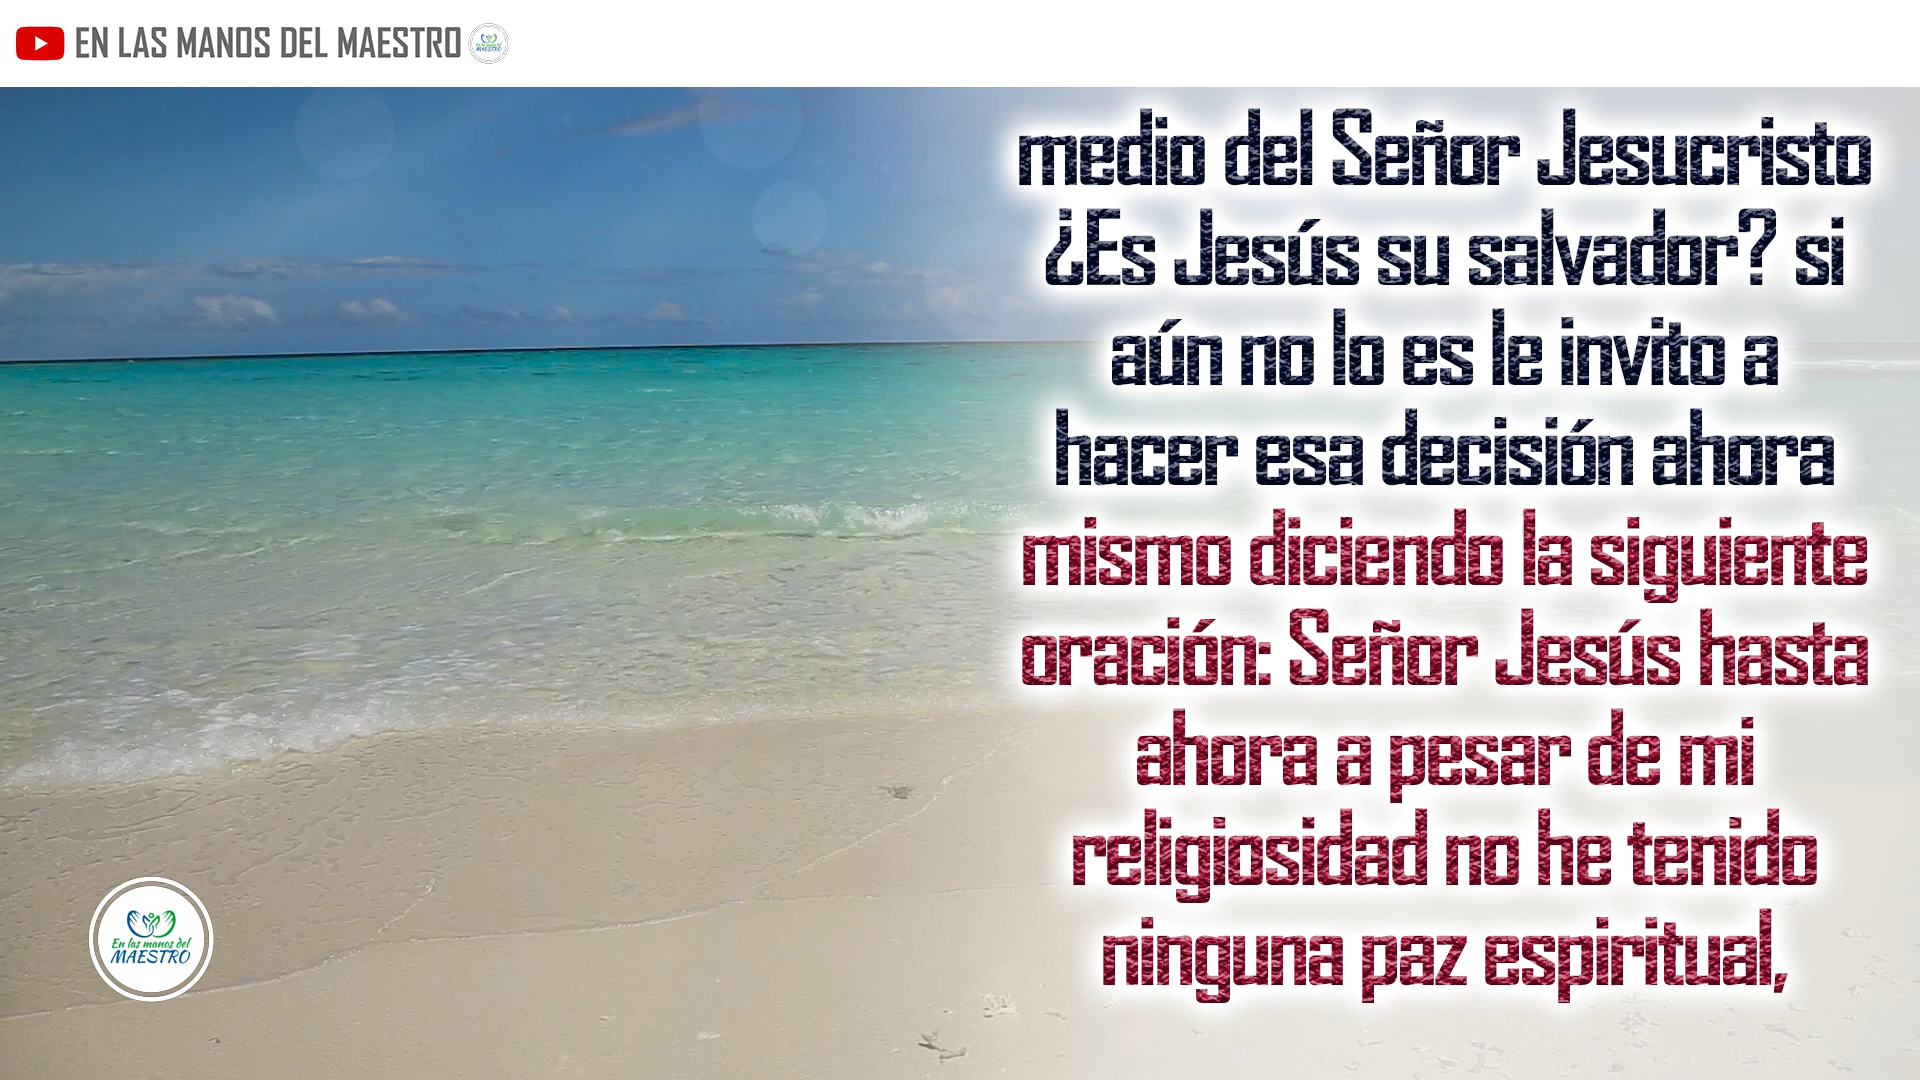 EN LAS MANOS DEL MAESTRO
medio del Señor Jesucristo
¿Es Jesús su salvador? si
aún no lo es le invito a
hacer esa decisión ahora
mismo diciendo la siguiente
oración: Señor Jesús hasta
ahora a pesar de mi
religiosidad no he tenido
ninguna paz espiritual,
En las manos del
MAESTRO